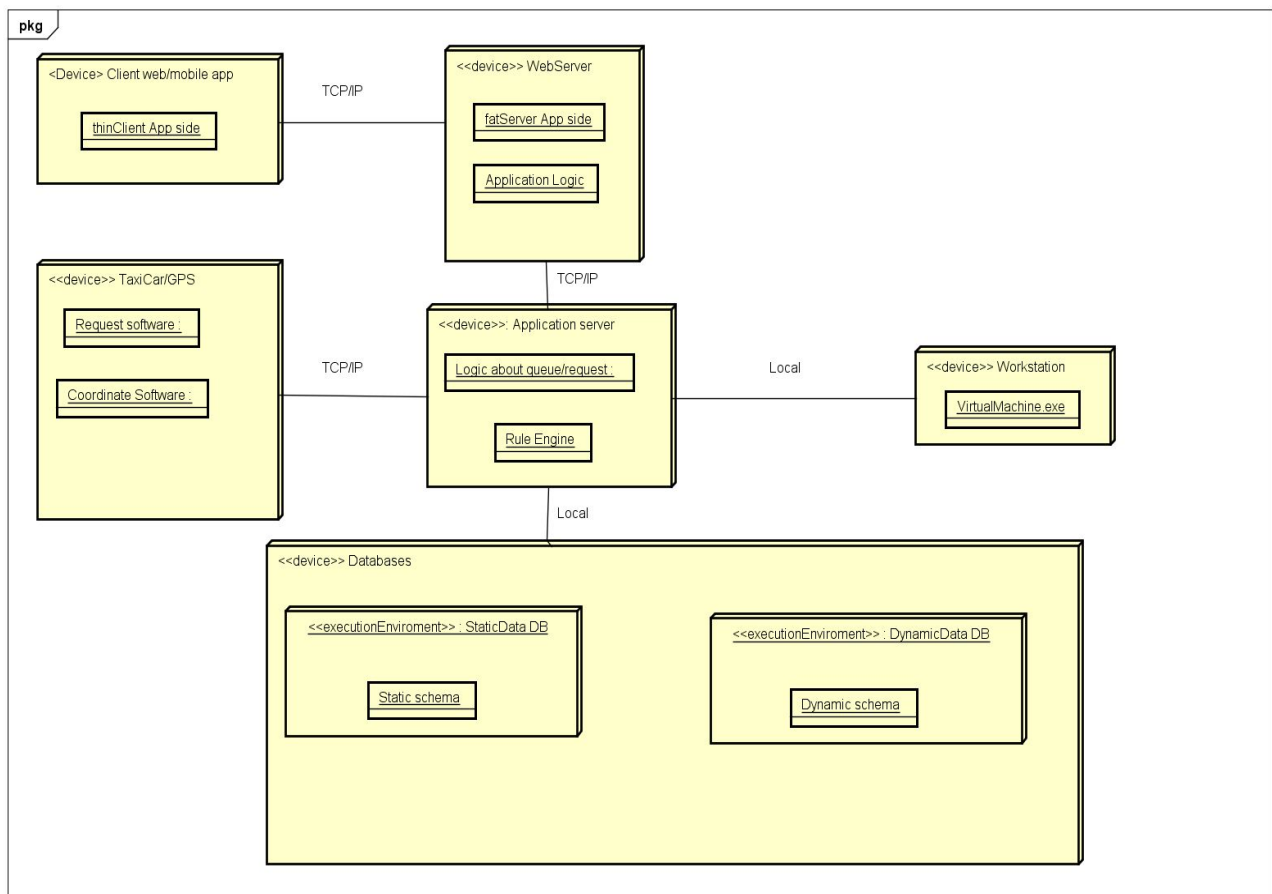 pkg
<Device> Client web/mobile app
thinClient App side
TCP/IP
<<device>> WebServer
fatServer App side
Application Logic
TCP/IP
<<device>> TaxiCar/GPS
Request software :
Coordinate Software :
TCP/IP
<<device>>: Application server
Logic about queue/request :
Rule Engine
Local
<<device>> Workstation
VirtualMachine.exe
Local
<<device>> Databases
<<executionEnviroment>> : StaticData DB
Static schema
<<executionEnviroment>> : DynamicData DB
Dynamic schema